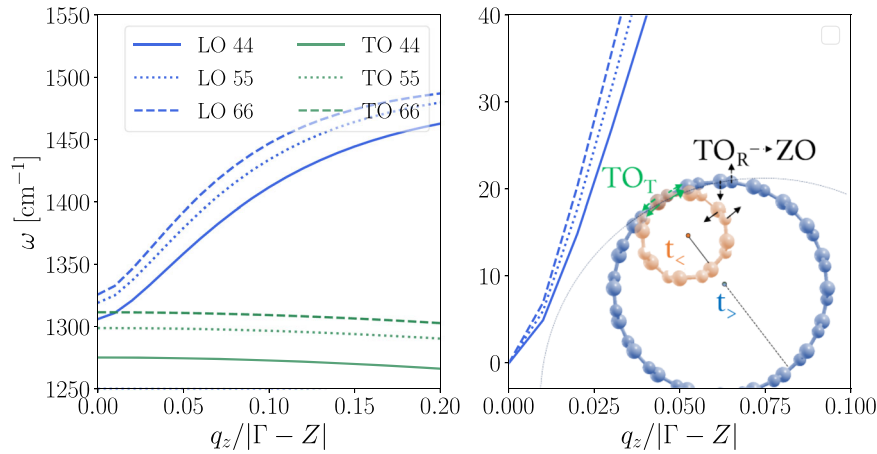 1550
1500
1450
1400
1350
1300
1250
ω [cm⁻¹]
LO 44
LO 55
LO 66
TO 44
TO 55
TO 66
0.00 0.05 0.10 0.15 0.20
q_z/|Γ − Z|
40
30
20
10
0
TO_T
TO_R → ZO
t_<
t_>
0.000 0.025 0.050 0.075 0.100
q_z/|Γ − Z|